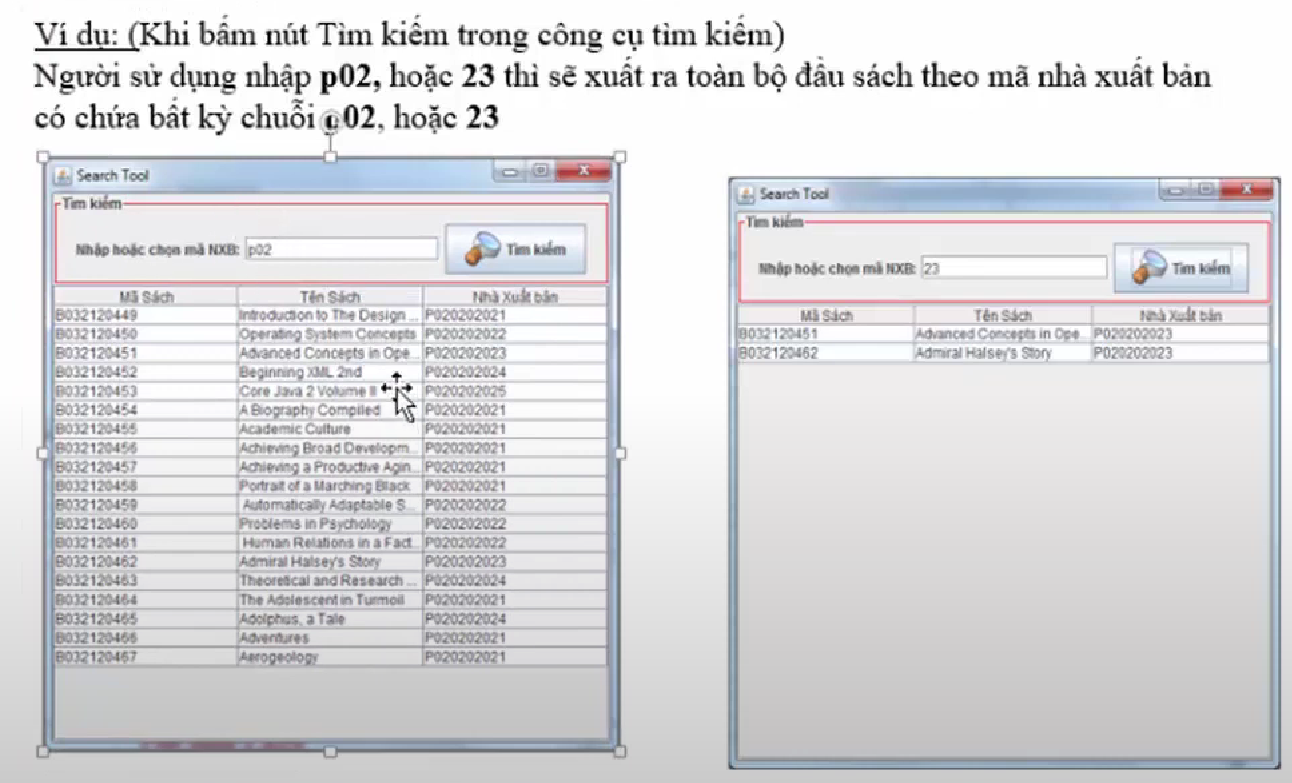 Ví dụ: (Khi bấm nút Tìm kiếm trong công cụ tìm kiếm)
Người sử dụng nhập p02, hoặc 23 thì sẽ xuất ra toàn bộ đầu sách theo mã nhà xuất bản
có chứa bất kỳ chuỗi p02, hoặc 23
Search Tool
Tìm kiếm
Nhập hoặc chọn mã NXB: p02 Tìm kiếm
Mã Sách Tên Sách Nhà Xuất bản
B032120449 Introduction to The Design ... P020202021
B032120450 Operating System Concepts P020202022
B032120451 Advanced Concepts in Ope... P020202023
B032120452 Beginning XML 2nd P020202024
B032120453 Core Java 2 Volume II P020202025
B032120454 A Biography Compiled P020202021
B032120455 Academic Culture P020202021
B032120456 Achieving Broad Developm... P020202021
B032120457 Achieving a Productive Agin... P020202021
B032120458 Portrait of a Marching Black P020202021
B032120459 Automatically Adaptable S... P020202022
B032120460 Problems in Psychology P020202022
B032120461 Human Relations in a Fact... P020202022
B032120462 Admiral Halsey's Story P020202023
B032120463 Theoretical and Research ... P020202024
B032120464 The Adolescent in Turmoil P020202021
B032120465 Adolphus, a Tale P020202024
B032120466 Adventures P020202021
B032120467 Aerogeology P020202021
Search Tool
Tìm kiếm
Nhập hoặc chọn mã NXB: 23 Tìm kiếm
Mã Sách Tên Sách Nhà Xuất bản
B032120451 Advanced Concepts in Ope... P020202023
B032120462 Admiral Halsey's Story P020202023